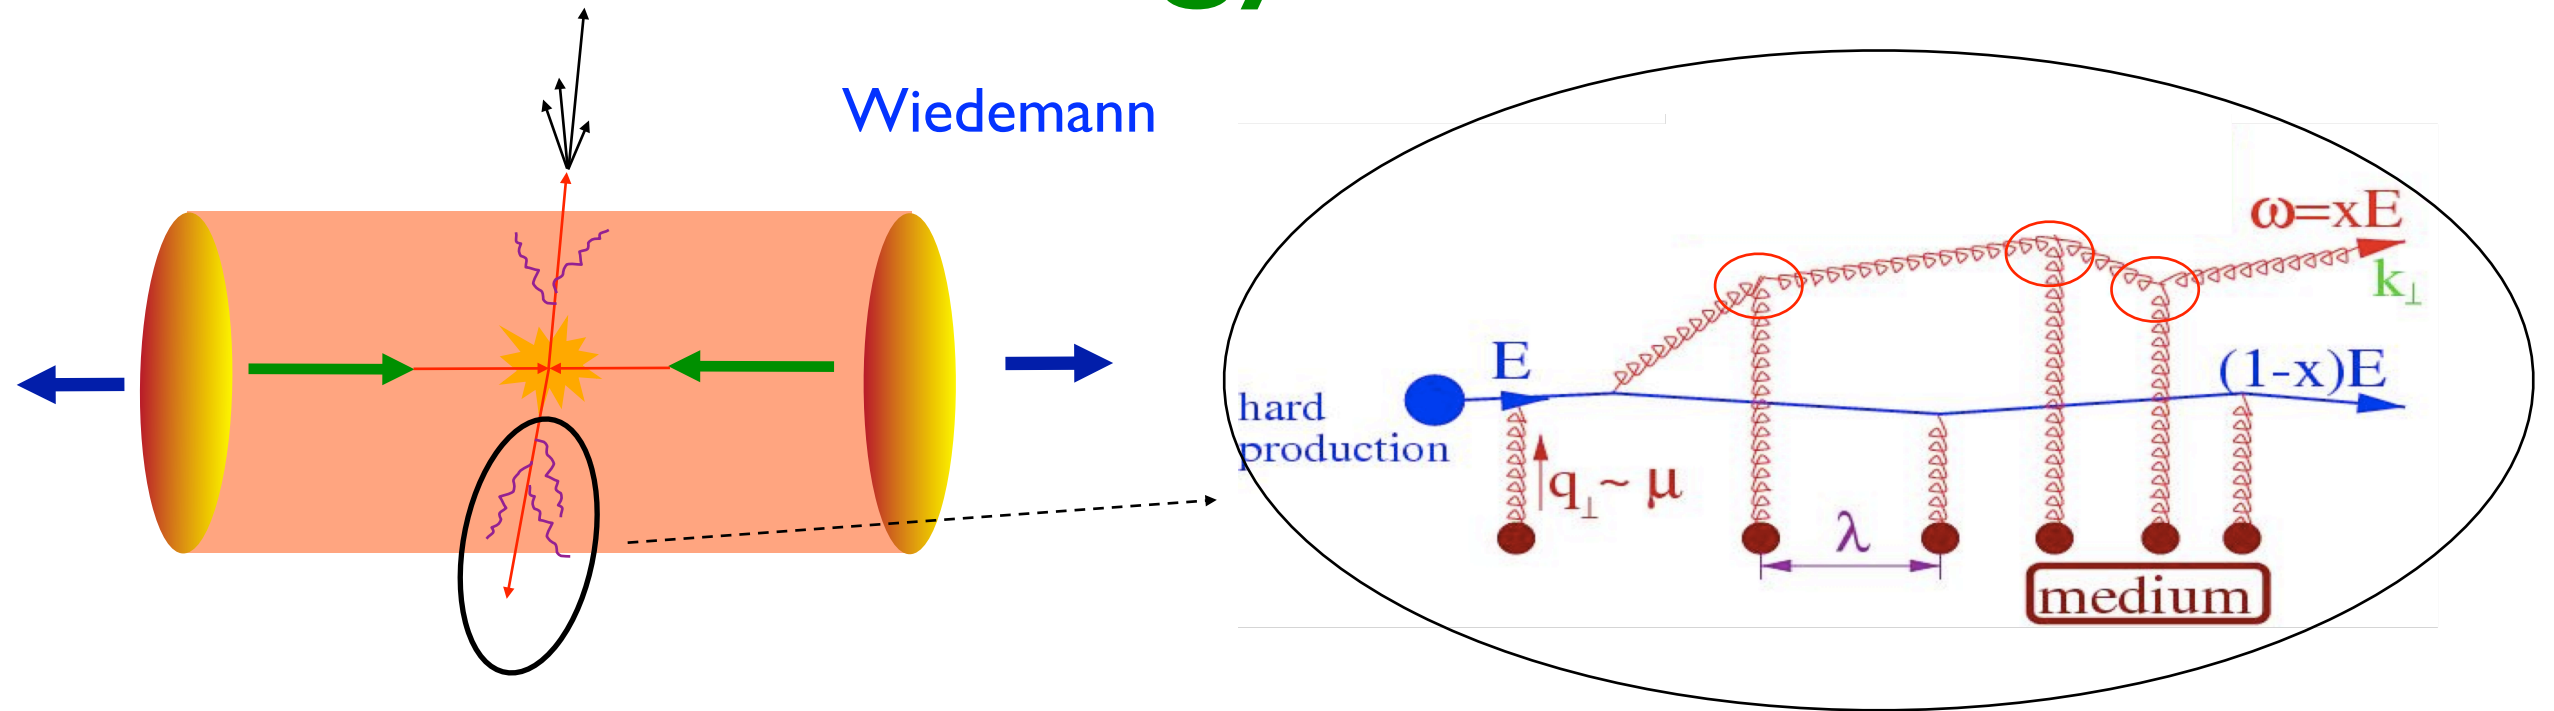 Wiedemann
ω=xE
k⊥
E
(1-x)E
hard
production
q⊥~ μ
λ
medium